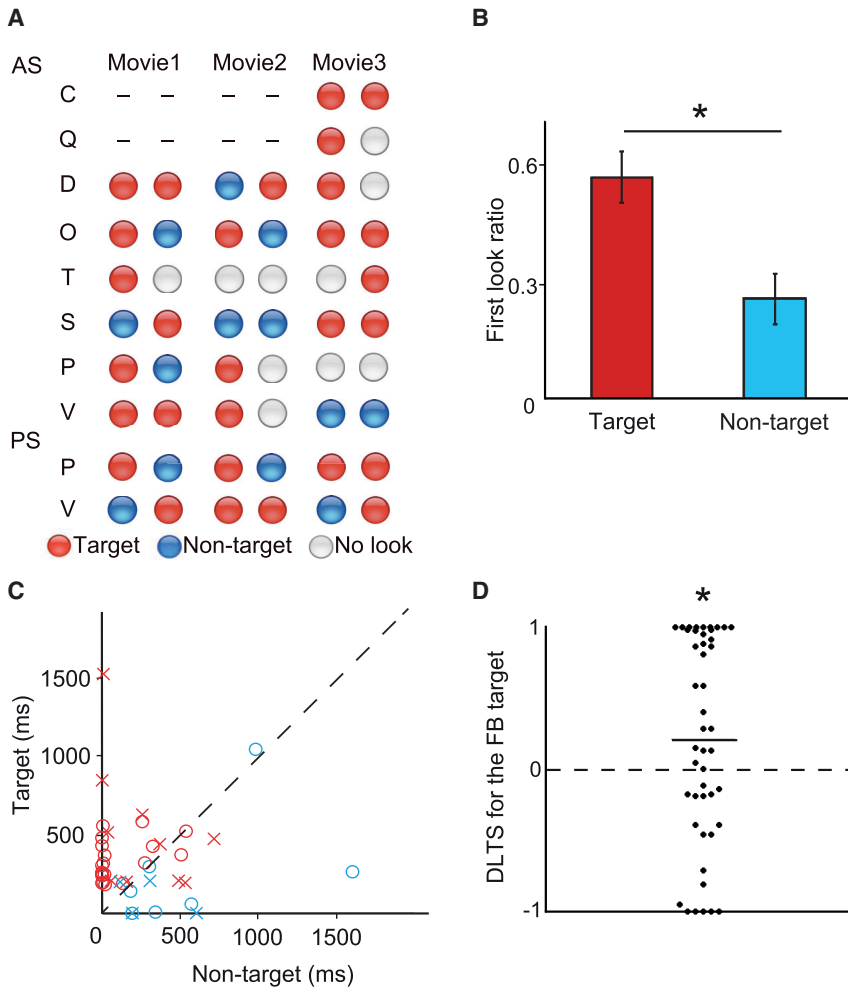 A
AS Movie1 Movie2 Movie3
C – – – –
Q – – – –
D
O
T
S
P
V
PS
P
V
Target Non-target No look
B
*
First look ratio
0.6
0.3
0
Target Non-target
C
Target (ms)
1500
1000
500
0 500 1000 1500
Non-target (ms)
D
*
DLTS for the FB target
1
0
-1